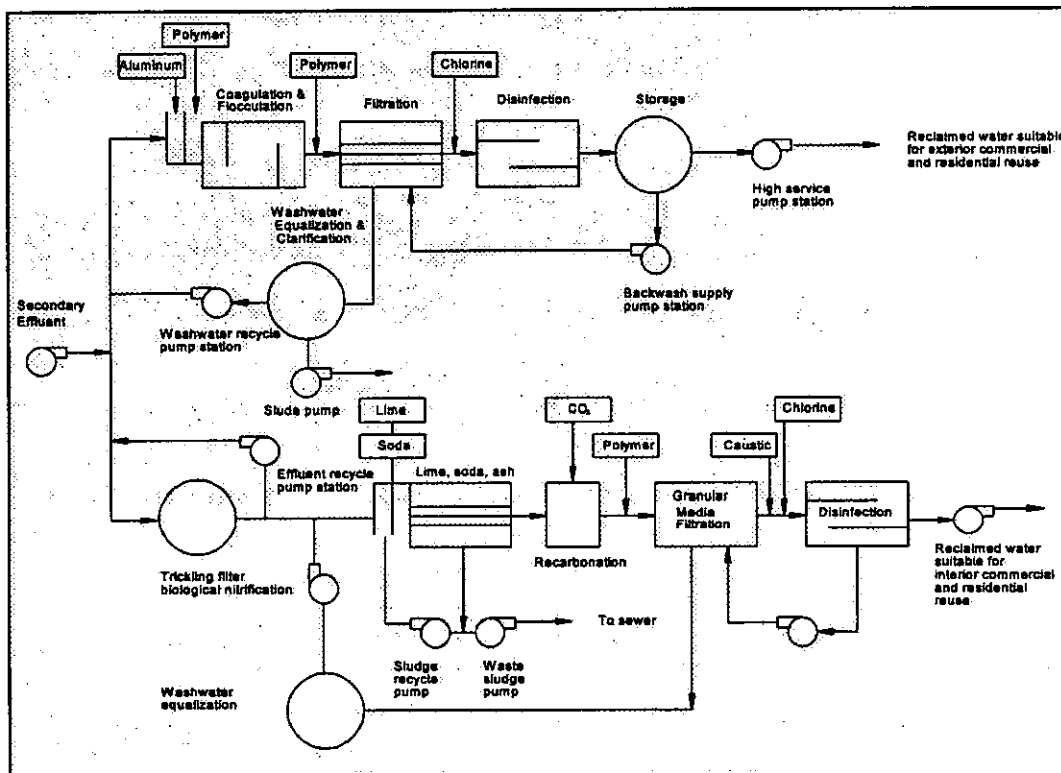 Polymer
Aluminum
Polymer
Chlorine
Coagulation &
Flocculation
Filtration
Disinfection
Storage
Reclaimed water suitable
for exterior commercial
and residential reuse
High service
pump station
Washwater
Equalization &
Clarification
Backwash supply
pump station
Secondary
Effluent
Washwater recycle
pump station
Slude pump
Lime
Soda
CO₂
Polymer
Caustic
Chlorine
Effluent recycle
pump station
Lime, soda, ash
Granular
Media
Filtration
Disinfection
Recarbonation
Trickling filter
biological nitrification
Reclaimed water
suitable for
interior commercial
and residential
reuse
To sewer
Sludge
recycle
pump
Waste
sludge
pump
Washwater
equalization